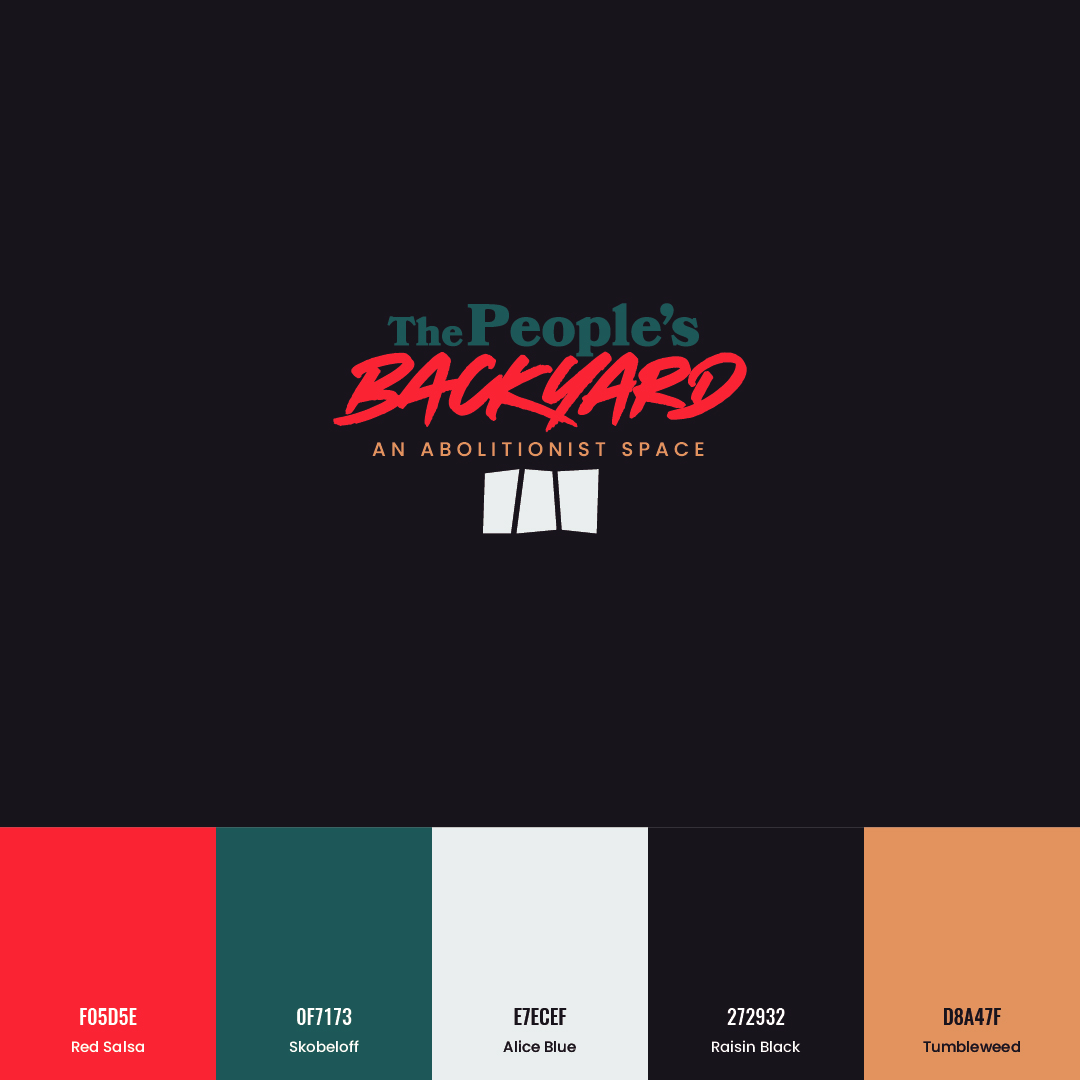 The People's
BACKYARD
AN ABOLITIONIST SPACE
F05D5E
Red Salsa
0F7173
Skobeloff
E7ECEF
Alice Blue
272932
Raisin Black
D8A47F
Tumbleweed